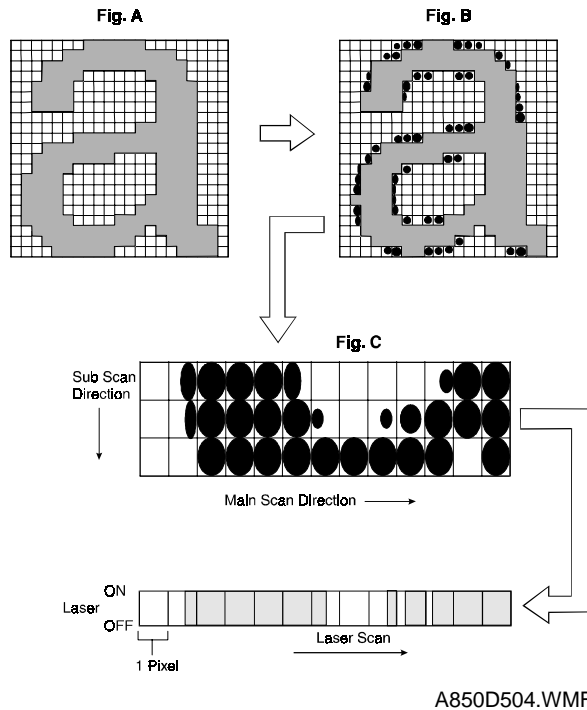 Fig. A
Fig. B
Fig. C
Sub Scan
Direction
Main Scan Direction
ON
Laser
OFF
Laser Scan
1 Pixel
A850D504.WMF